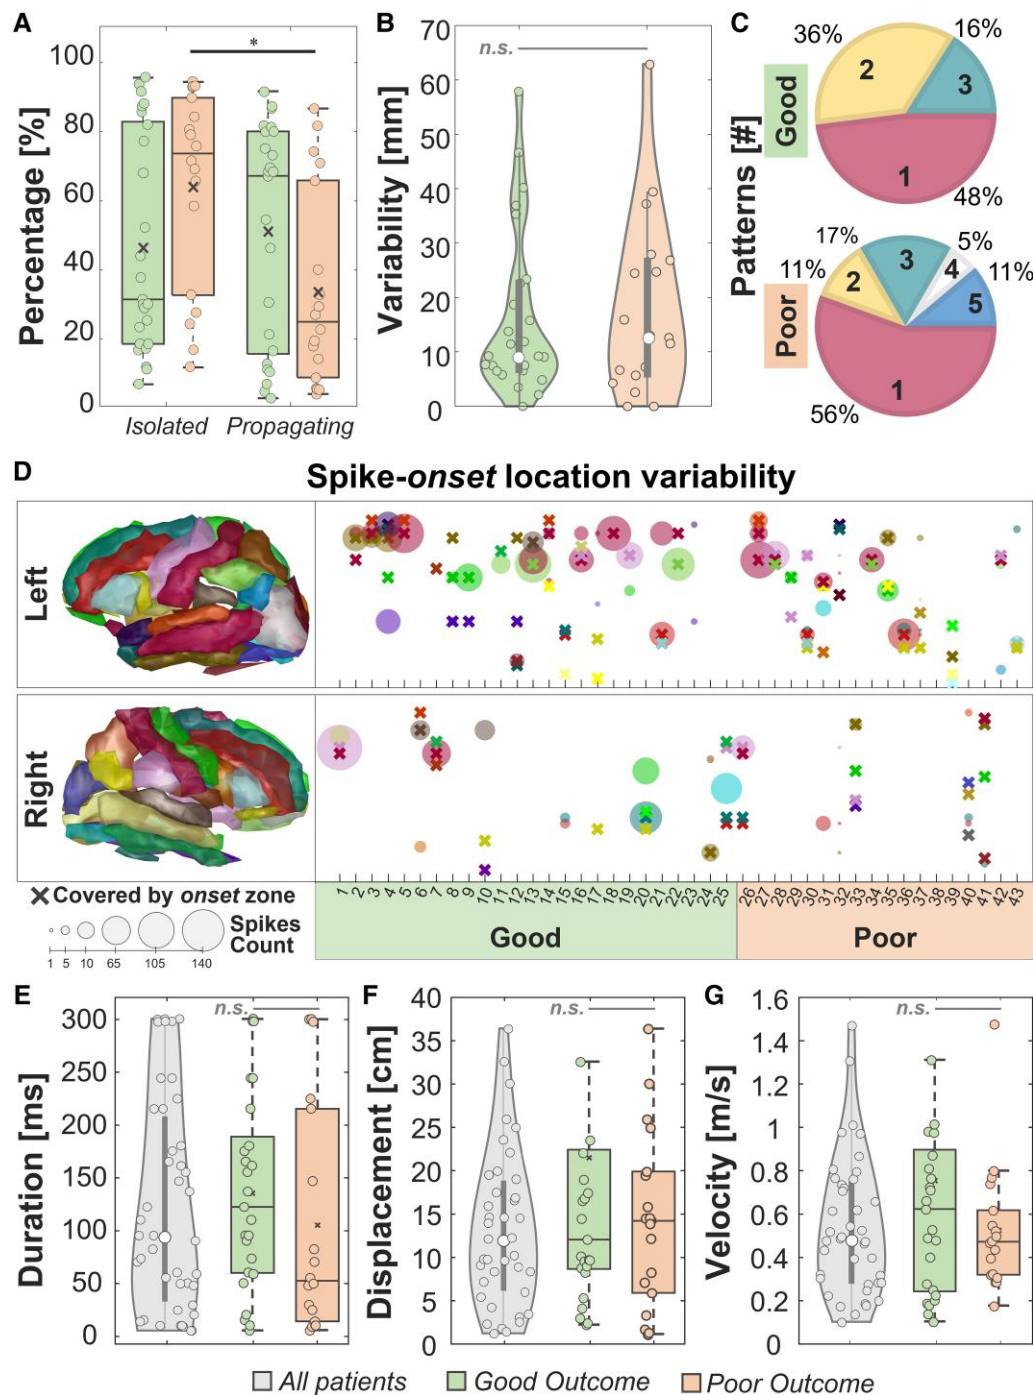 A
Percentage [%]
100
80
60
40
20
0
*
Isolated
Propagating
B
Variability [mm]
70
60
50
40
30
20
10
0
n.s.
C
Patterns [#]
Good
36%
16%
2
3
1
48%
Poor
17%
5%
11%
11%
3
4
2
5
1
56%
D
Spike-onset location variability
Left
Right
Covered by onset zone
Spikes
Count
1 5 10 65 105 140
1 2 3 4 5 6 7 8 9 10 11 12 13 14 15 16 17 18 19 20 21 22 23 24 25 26 27 28 29 30 31 32 33 34 35 36 37 38 39 40 41 42 43
Good
Poor
E
Duration [ms]
300
250
200
150
100
50
0
n.s.
F
Displacement [cm]
40
35
30
25
20
15
10
5
0
n.s.
G
Velocity [m/s]
1.6
1.4
1.2
1
0.8
0.6
0.4
0.2
0
n.s.
All patients
Good Outcome
Poor Outcome